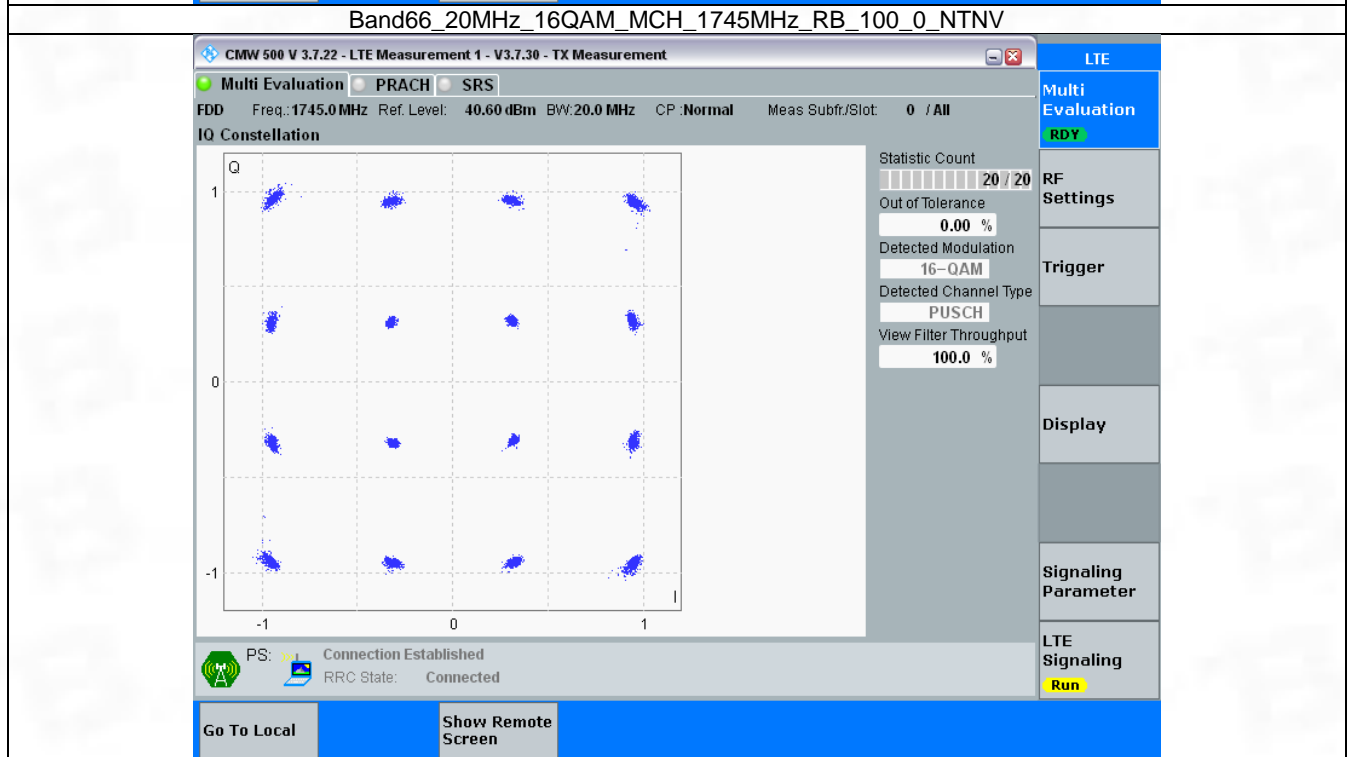 Band66_20MHz_16QAM_MCH_1745MHz_RB_100_0_NTNV
CMW 500 V 3.7.22 - LTE Measurement 1 - V3.7.30 - TX Measurement
LTE
Multi Evaluation PRACH SRS
Multi
Evaluation
RDY
FDD Freq.:1745.0 MHz Ref. Level: 40.60 dBm BW:20.0 MHz CP :Normal Meas Subfr./Slot: 0 / All
IQ Constellation
Q
1
0
-1
I
-1 0 1
Statistic Count
20 / 20
Out of Tolerance
0.00 %
Detected Modulation
16-QAM
Detected Channel Type
PUSCH
View Filter Throughput
100.0 %
RF
Settings
Trigger
Display
Signaling
Parameter
LTE
Signaling
Run
PS: Connection Established
RRC State: Connected
Go To Local
Show Remote
Screen